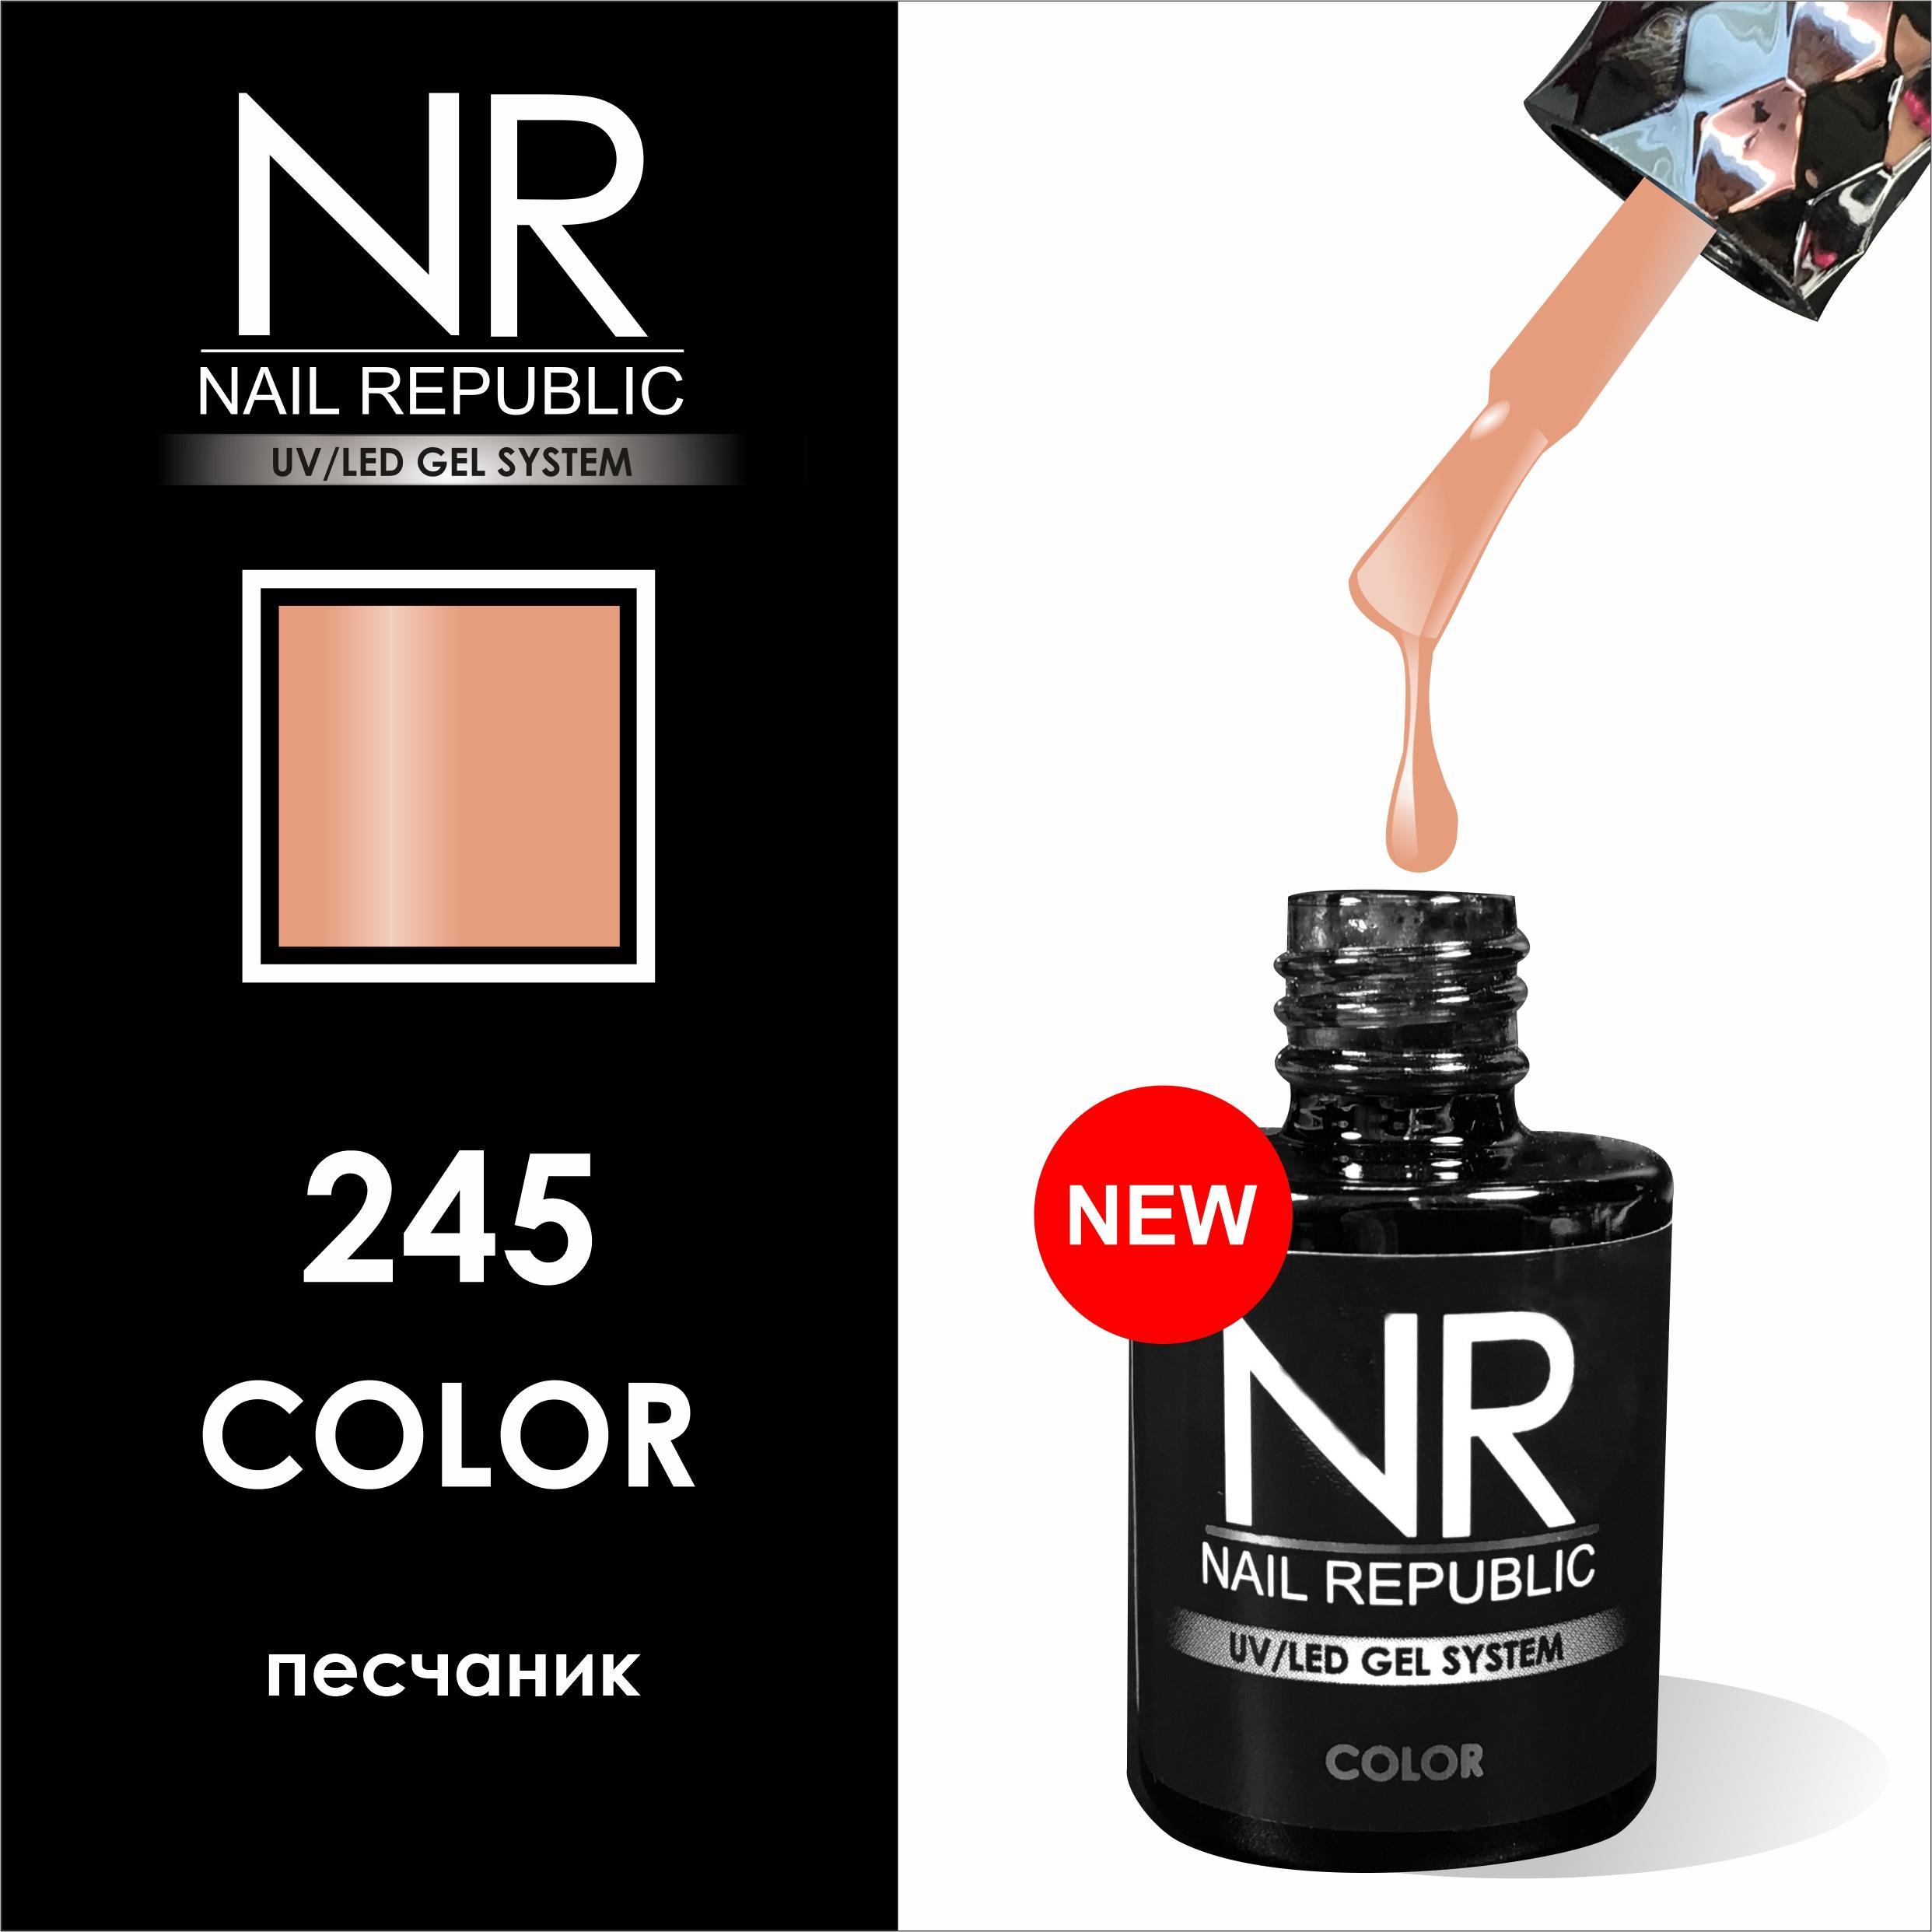 NR
NAIL REPUBLIC
UV/LED GEL SYSTEM
245
COLOR
песчаник
NEW
NR
NAIL REPUBLIC
UV/LED GEL SYSTEM
COLOR